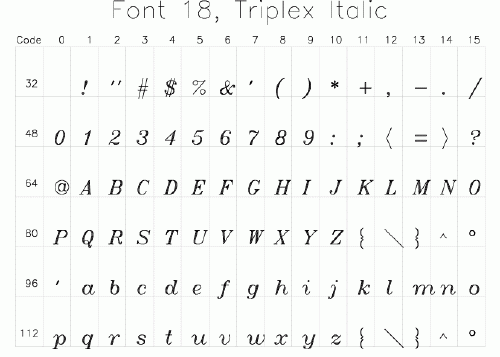 Font 18, Triplex Italic
Code 0 1 2 3 4 5 6 7 8 9 10 11 12 13 14 15
32 ! '' # $ % & ' ( ) * + , - . /
48 0 1 2 3 4 5 6 7 8 9 : ; ⟨ = ⟩ ?
64 @ A B C D E F G H I J K L M N O
80 P Q R S T U V W X Y Z { \ } ^ °
96 ' a b c d e f g h i j k l m n o
112 p q r s t u v w x y z { \ } ^ °